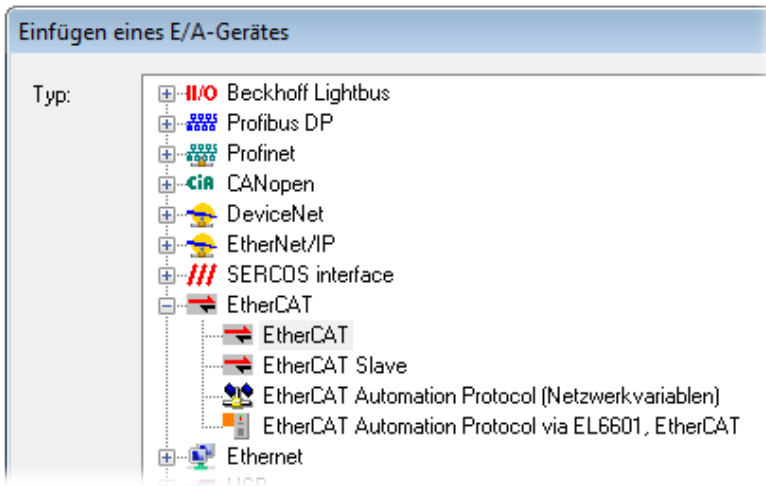 Einfügen eines E/A-Gerätes
Typ:
II/O Beckhoff Lightbus
Profibus DP
Profinet
CiA CANopen
DeviceNet
EtherNet/IP
SERCOS interface
EtherCAT
EtherCAT
EtherCAT Slave
EtherCAT Automation Protocol (Netzwerkvariablen)
EtherCAT Automation Protocol via EL6601, EtherCAT
Ethernet